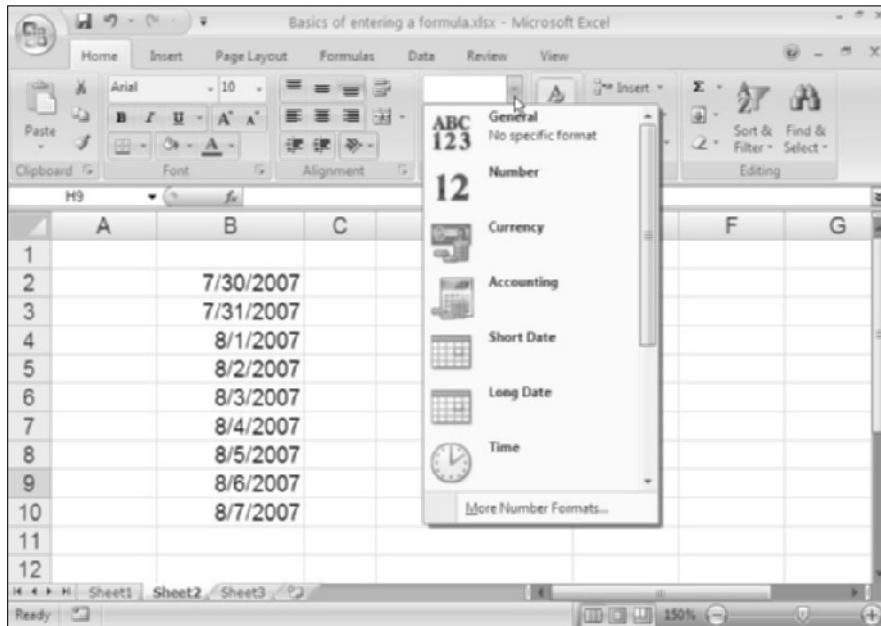 Basics of entering a formula.xlsx - Microsoft Excel
Home Insert Page Layout Formulas Data Review View
Arial 10 Insert
Paste B I U A A Sort & Filter Find & Select
A
Clipboard Font Alignment Editing
H9 fx
A B C F G
1
2 7/30/2007
3 7/31/2007
4 8/1/2007
5 8/2/2007
6 8/3/2007
7 8/4/2007
8 8/5/2007
9 8/6/2007
10 8/7/2007
11
12
ABC 123 General
No specific format
12 Number
Currency
Accounting
Short Date
Long Date
Time
More Number Formats...
Sheet1 Sheet2 Sheet3
Ready 150%